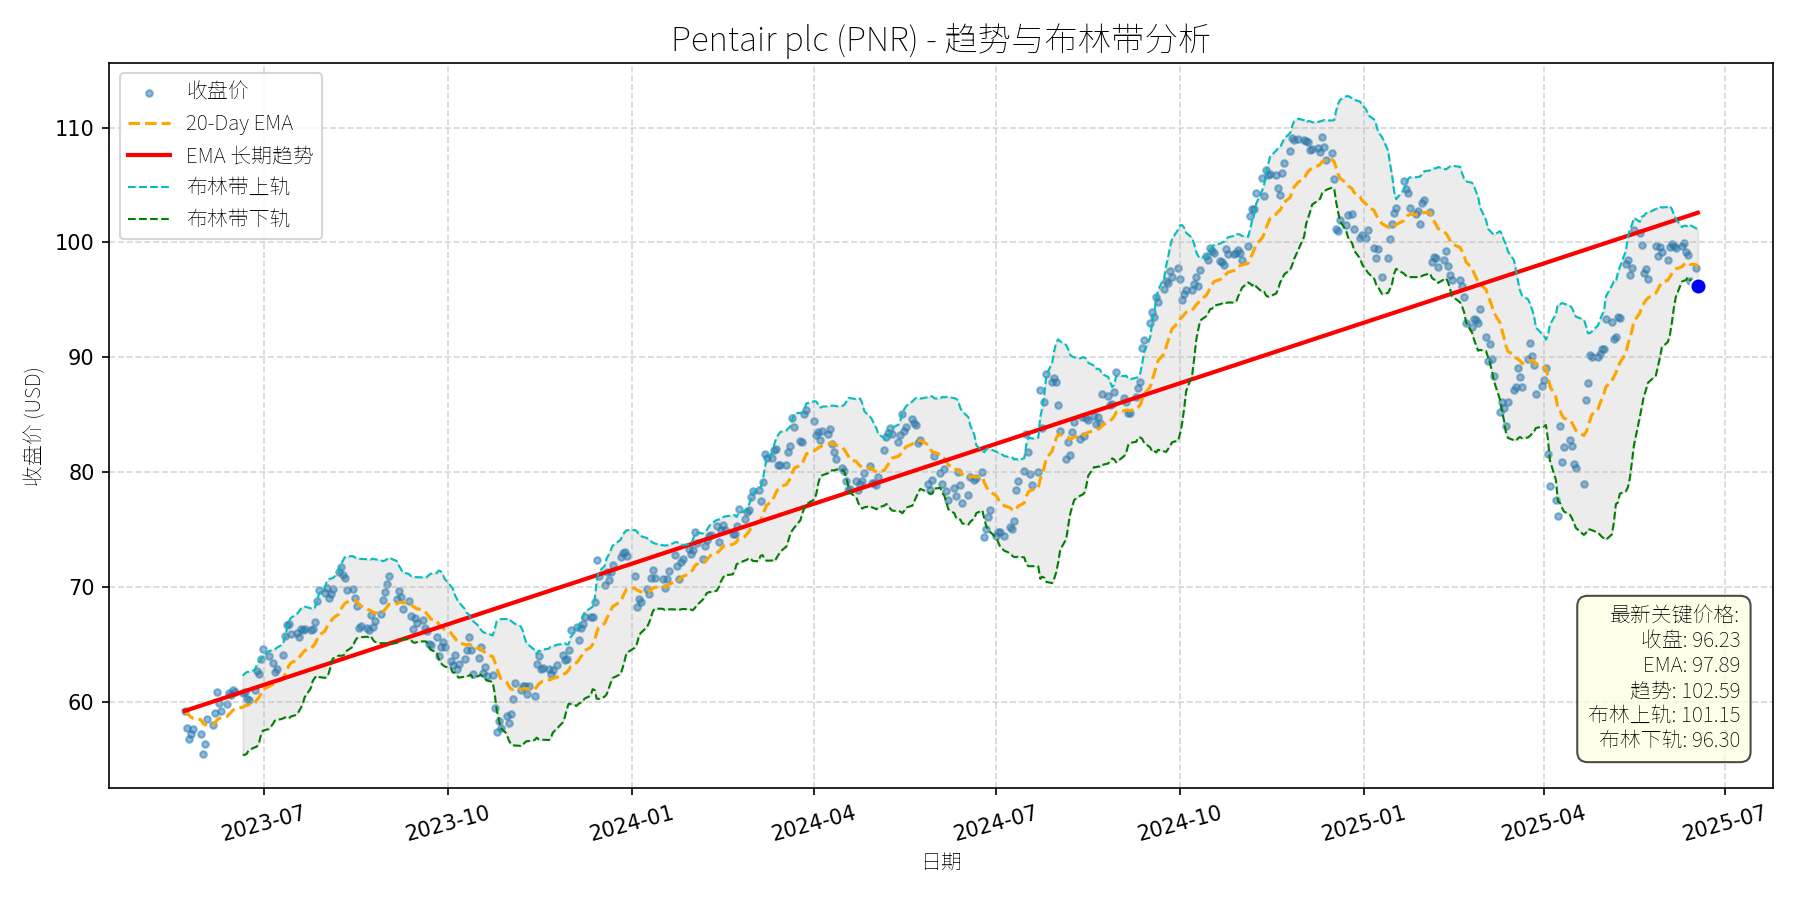 Pentair plc (PNR) - 趋势与布林带分析
收盘价
20-Day EMA
EMA 长期趋势
布林带上轨
布林带下轨
收盘价 (USD)
110
100
90
80
70
60
最新关键价格:
收盘: 96.23
EMA: 97.89
趋势: 102.59
布林上轨: 101.15
布林下轨: 96.30
2023-07
2023-10
2024-01
2024-04
2024-07
2024-10
2025-01
2025-04
2025-07
日期